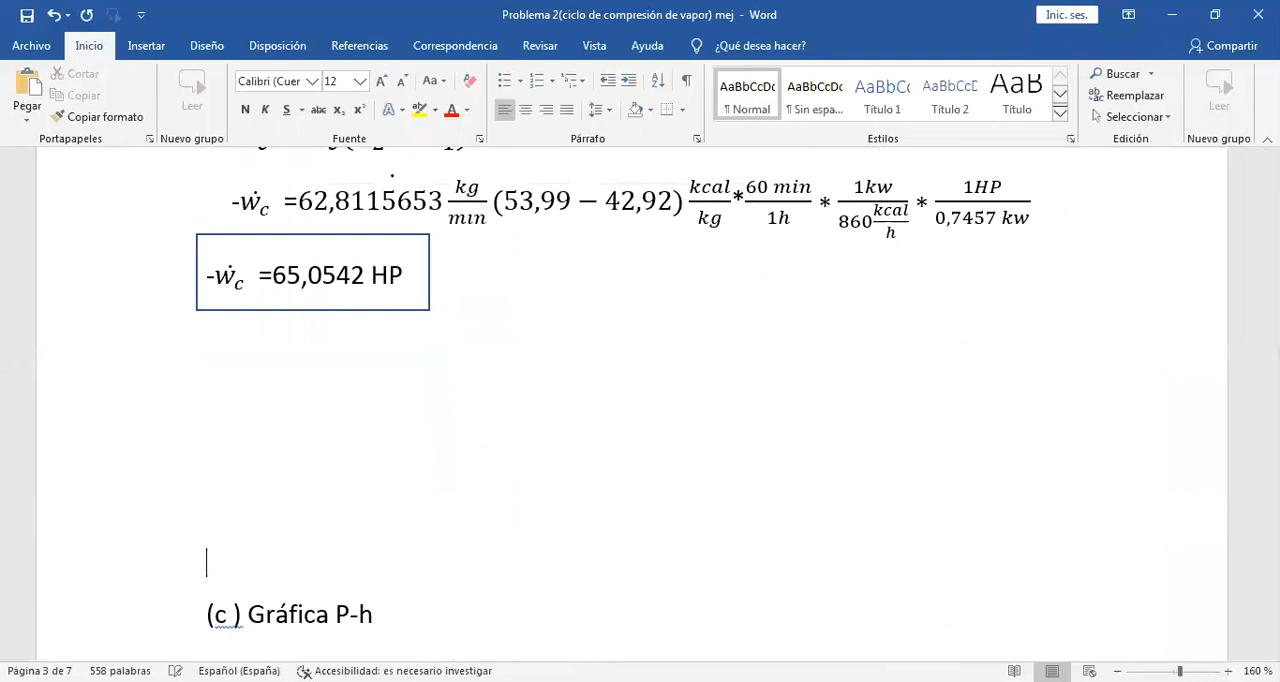 Problema 2(ciclo de compresión de vapor) mej - Word
Inic. ses.
Archivo Inicio Insertar Diseño Disposición Referencias Correspondencia Revisar Vista Ayuda ¿Qué desea hacer? Compartir
Pegar
Cortar
Copiar
Copiar formato
Portapapeles
Leer
Nuevo grupo
Calibri (Cuer 12
N K S abc x₂ x²
Fuente
Párrafo
AaBbCcDc AaBbCcDc AaBbCc AaBbCcD AaB
¶ Normal ¶ Sin espa... Título 1 Título 2 Título
Estilos
Buscar
Reemplazar
Seleccionar
Edición
Leer
Nuevo grupo
-ẇc =62,8115653 kg/min (53,99 − 42,92) kcal/kg * 60 min/1h * 1kw/860 kcal/h * 1HP/0,7457 kw
-ẇc =65,0542 HP
(c ) Gráfica P-h
Página 3 de 7 558 palabras Español (España) Accesibilidad: es necesario investigar 160 %